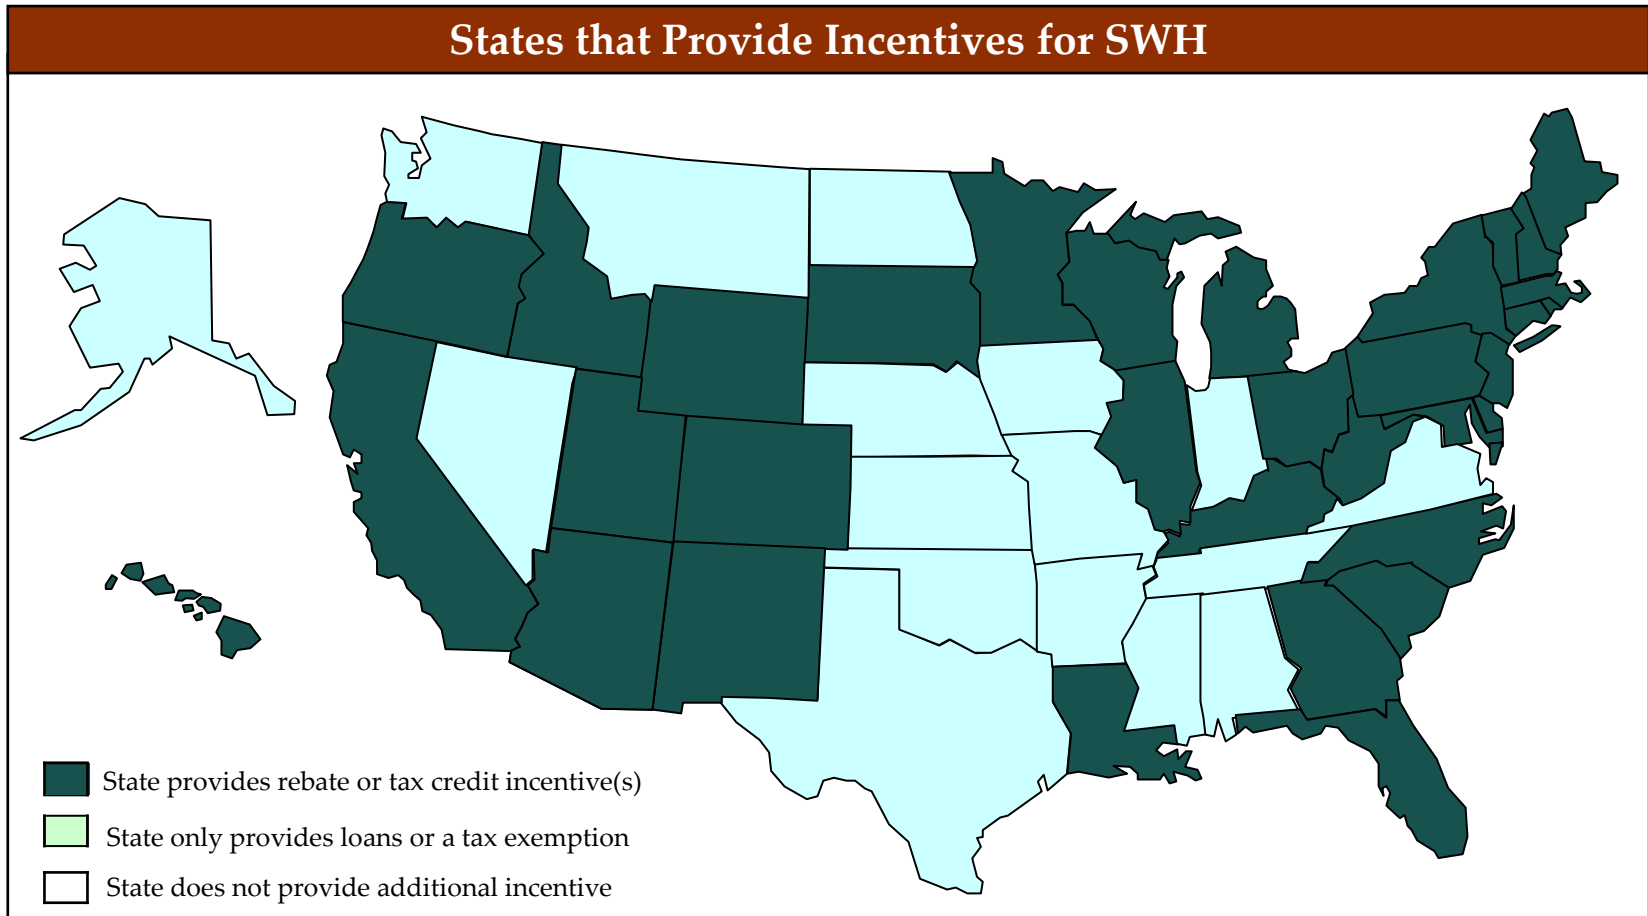 States that Provide Incentives for SWH
State provides rebate or tax credit incentive(s)
State only provides loans or a tax exemption
State does not provide additional incentive